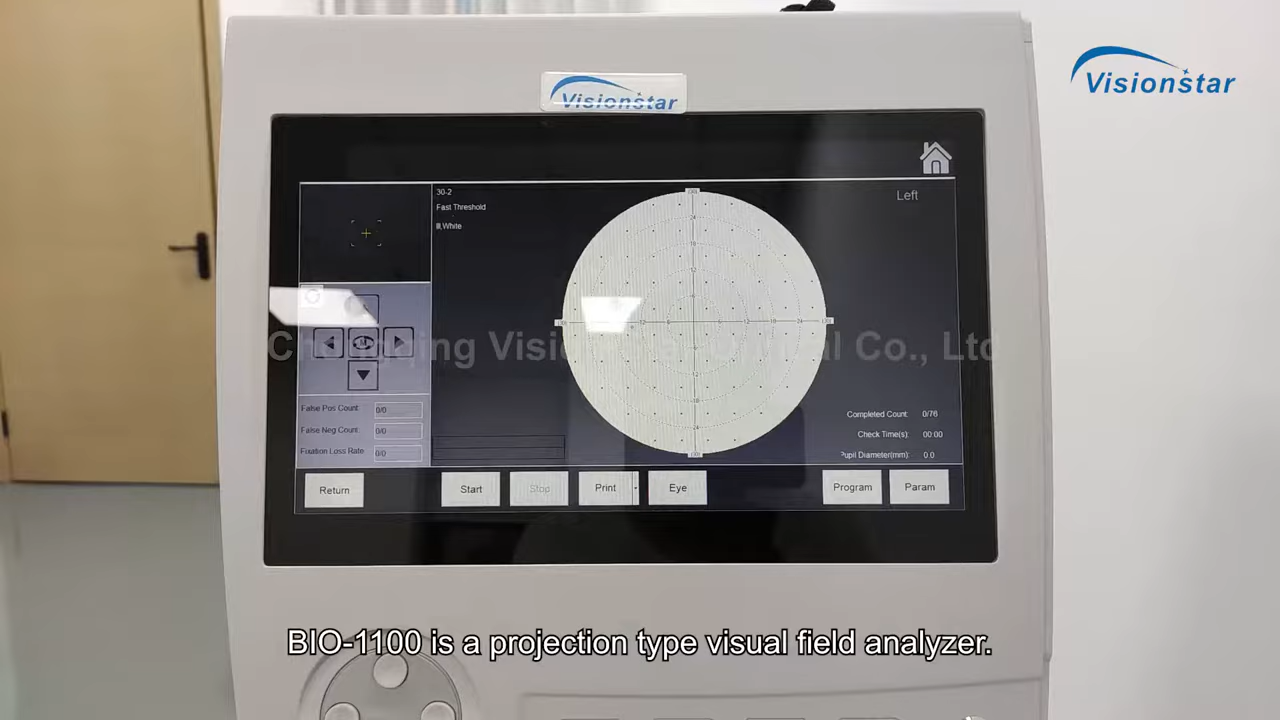 Visionstar
Visionstar
30-2
Left
Fast Threshold
III,White
Chongqing Vision Star Optical Co., Ltd
False Pos Count: 0/0
False Neg Count: 0/0
Fixation Loss Rate 0/0
Completed Count: 0/76
Check Time(s): 00:00
Pupil Diameter(mm): 0.0
Return
Start
Stop
Print
Eye
Program
Param
BIO-1100 is a projection type visual field analyzer.